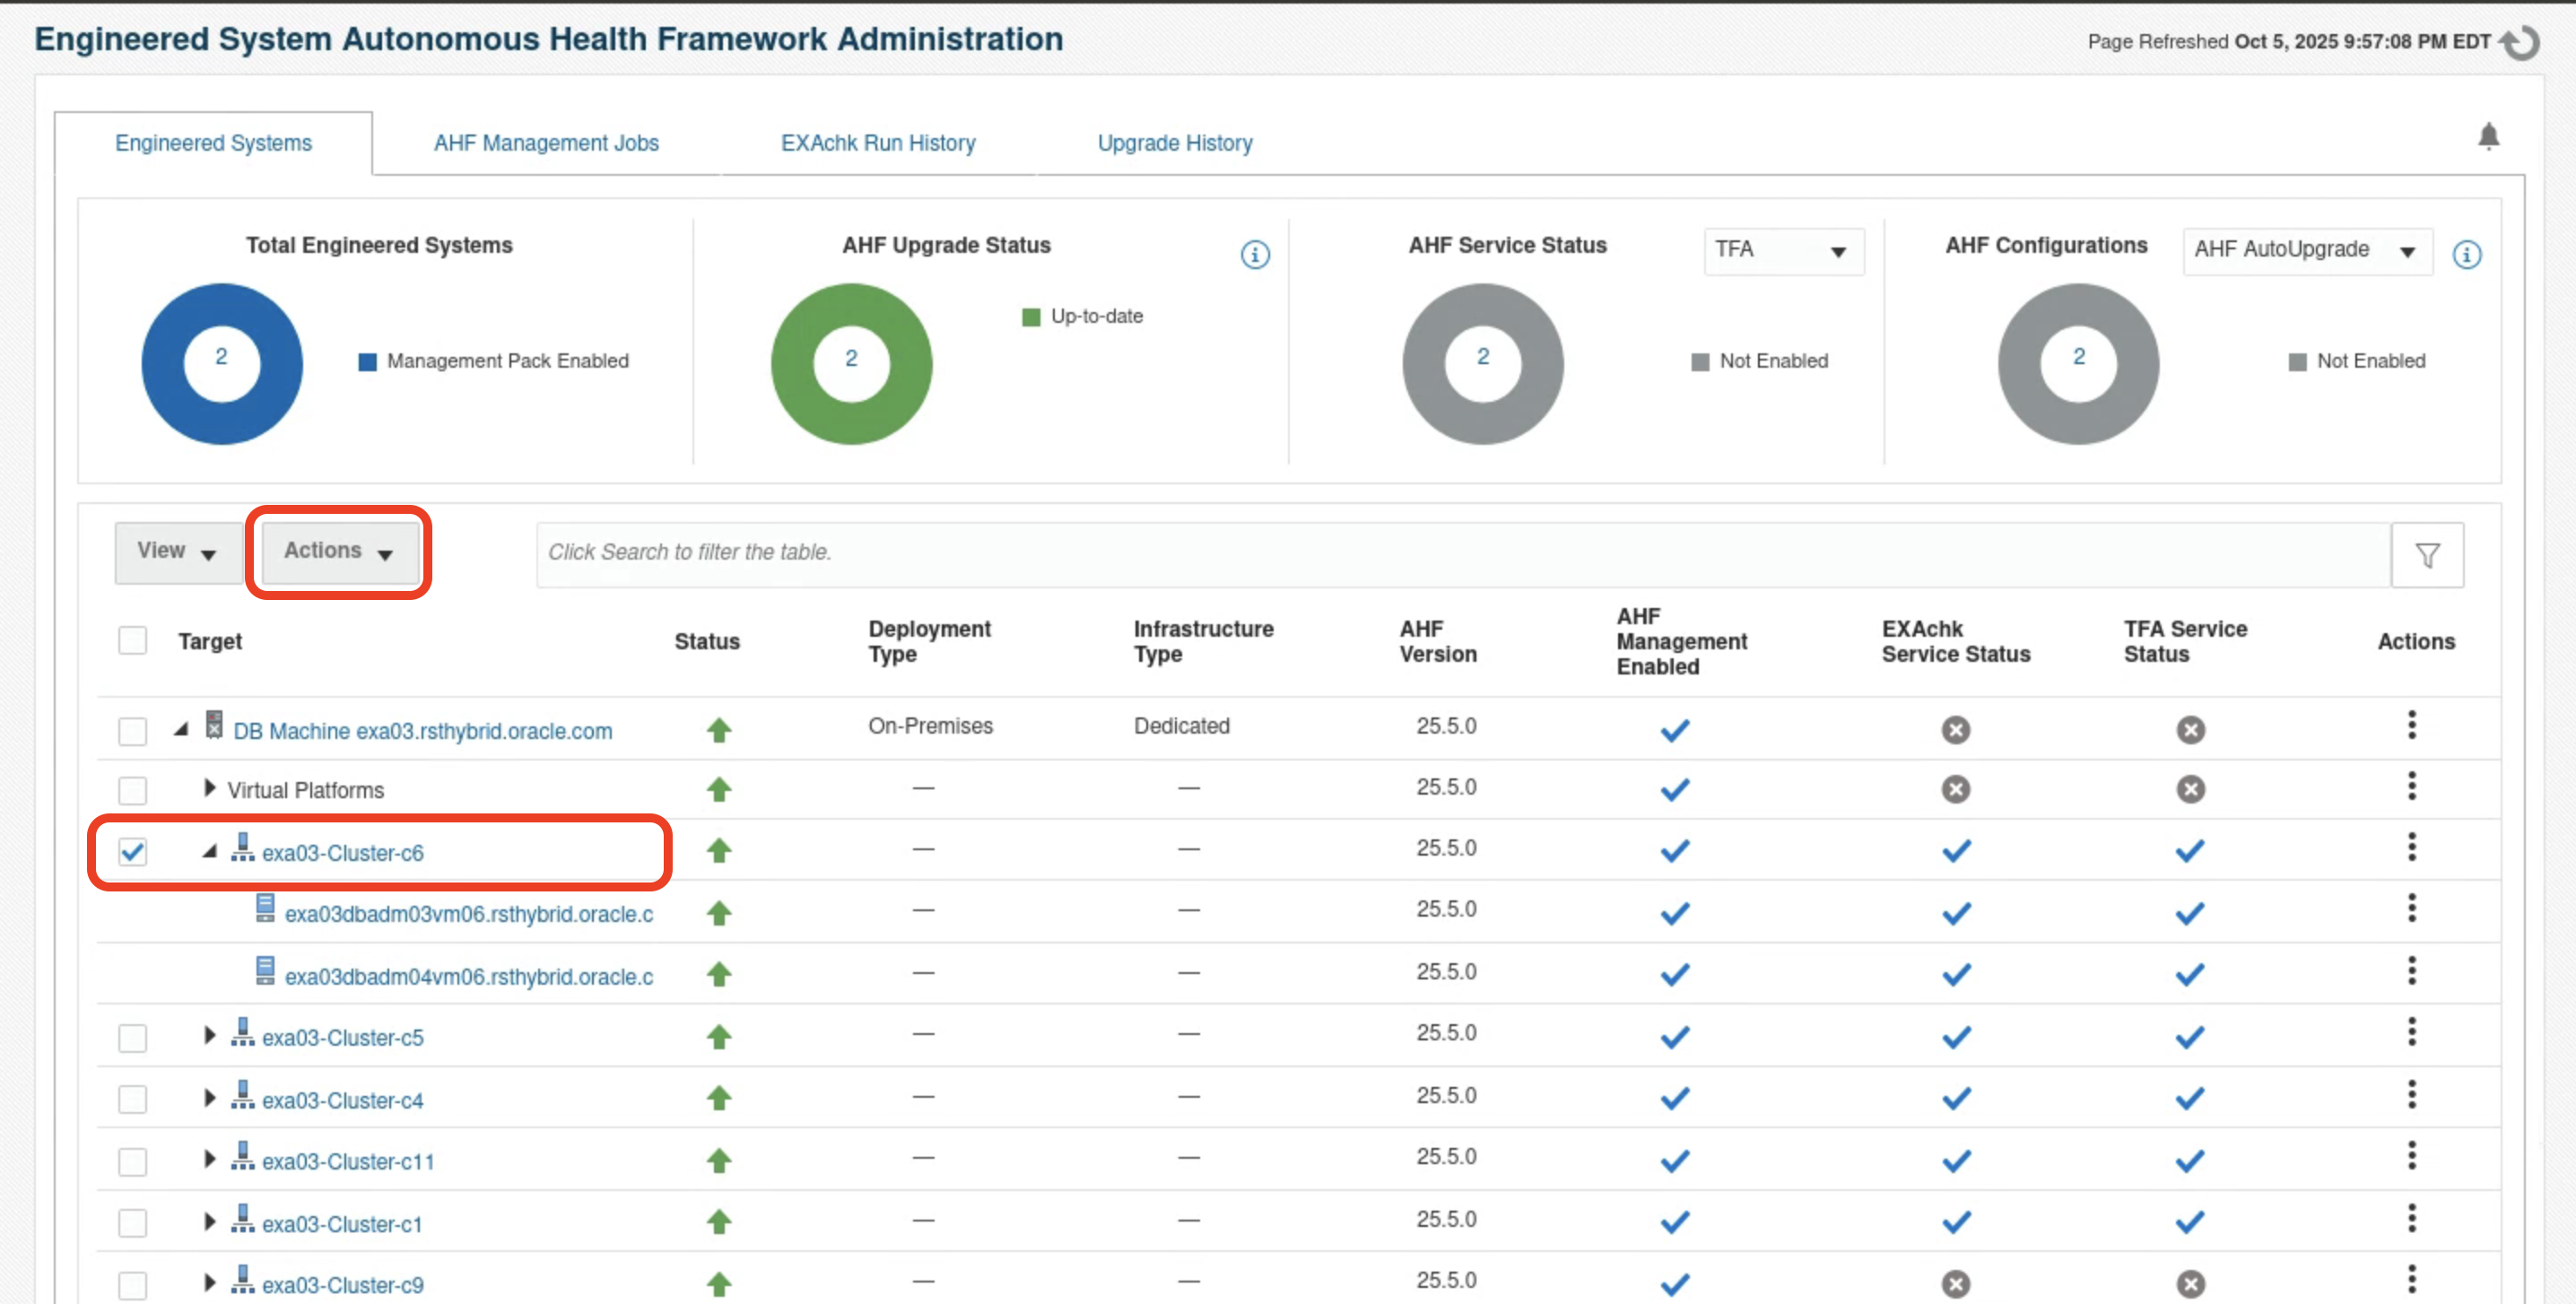 Engineered System Autonomous Health Framework Administration
Page Refreshed Oct 5, 2025 9:57:08 PM EDT
Engineered Systems
AHF Management Jobs
EXAchk Run History
Upgrade History
Total Engineered Systems
2
Management Pack Enabled
AHF Upgrade Status
2
Up-to-date
AHF Service Status
TFA
2
Not Enabled
AHF Configurations
AHF AutoUpgrade
2
Not Enabled
View
Actions
Click Search to filter the table.
Target
Status
Deployment
Type
Infrastructure
Type
AHF
Version
AHF
Management
Enabled
EXAchk
Service Status
TFA Service
Status
Actions
DB Machine exa03.rsthybrid.oracle.com On-Premises Dedicated 25.5.0
Virtual Platforms — — 25.5.0
exa03-Cluster-c6 — — 25.5.0
exa03dbadm03vm06.rsthybrid.oracle.c — — 25.5.0
exa03dbadm04vm06.rsthybrid.oracle.c — — 25.5.0
exa03-Cluster-c5 — — 25.5.0
exa03-Cluster-c4 — — 25.5.0
exa03-Cluster-c11 — — 25.5.0
exa03-Cluster-c1 — — 25.5.0
exa03-Cluster-c9 — — 25.5.0